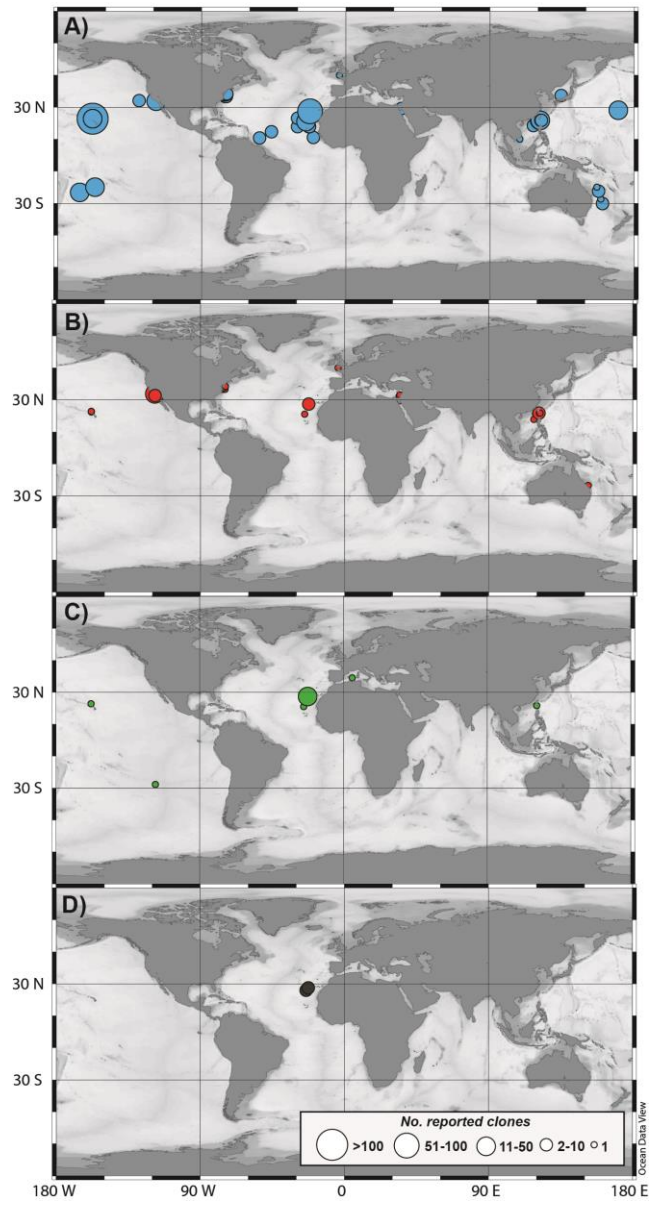 A)
30 N
30 S
B)
30 N
30 S
C)
30 N
30 S
D)
30 N
30 S
No. reported clones
>100 51-100 11-50 2-10 1
Ocean Data View
180 W 90 W 0 90 E 180 E